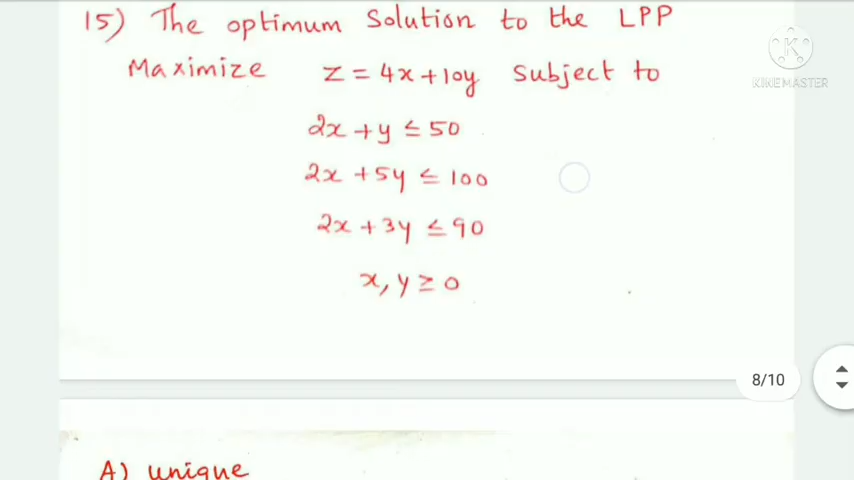 15) The optimum Solution to the LPP
Maximize z = 4x+10y Subject to
KINEMASTER
2x + y ≤ 50
2x + 5y ≤ 100
2x + 3y ≤ 90
x, y ≥ 0
8/10
A) unique